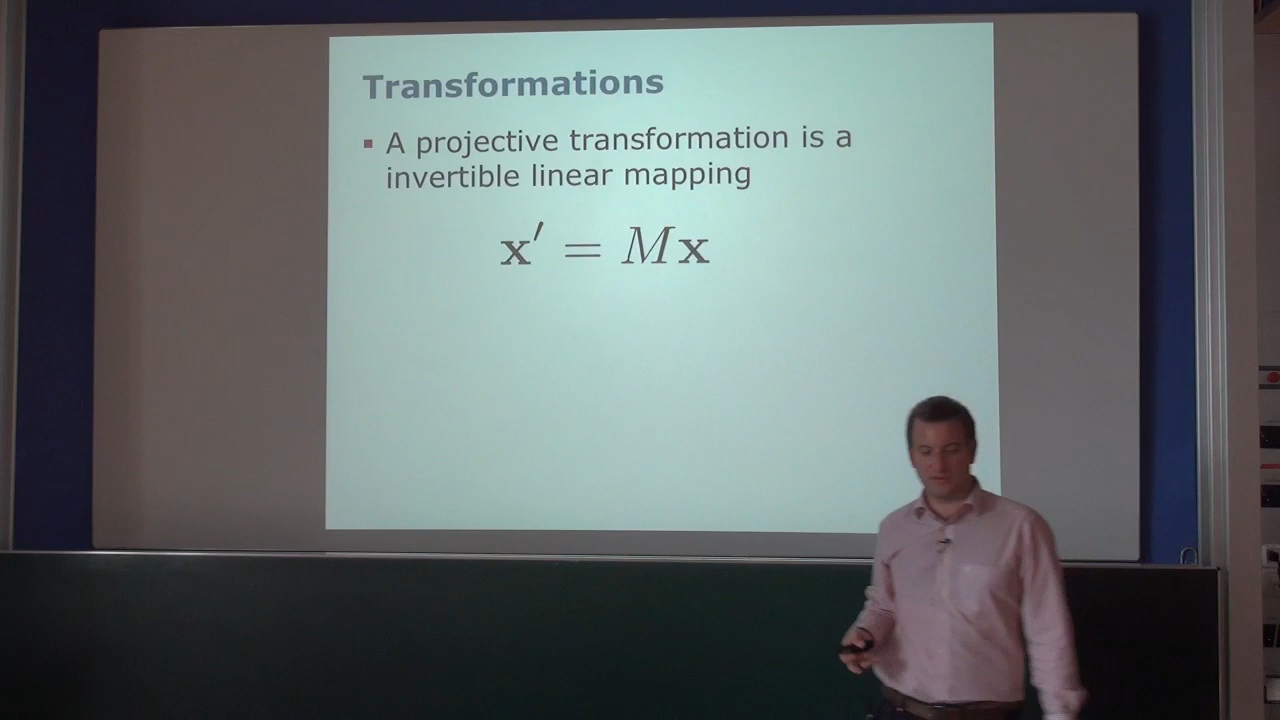 Transformations
▪ A projective transformation is a
invertible linear mapping
x′ = Mx